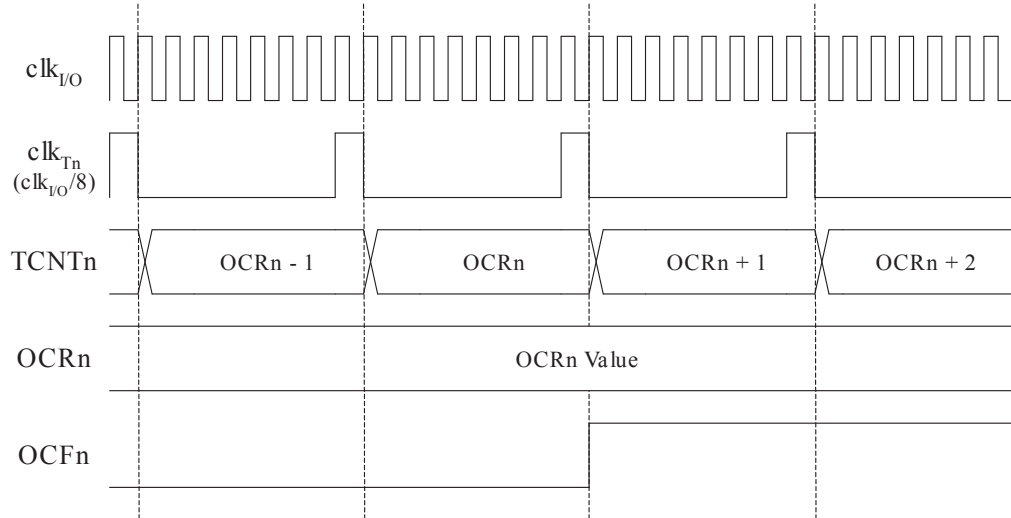 clk_I/O
clk_Tn
(clk_I/O/8)
TCNTn
OCRn - 1
OCRn
OCRn + 1
OCRn + 2
OCRn
OCRn Value
OCFn